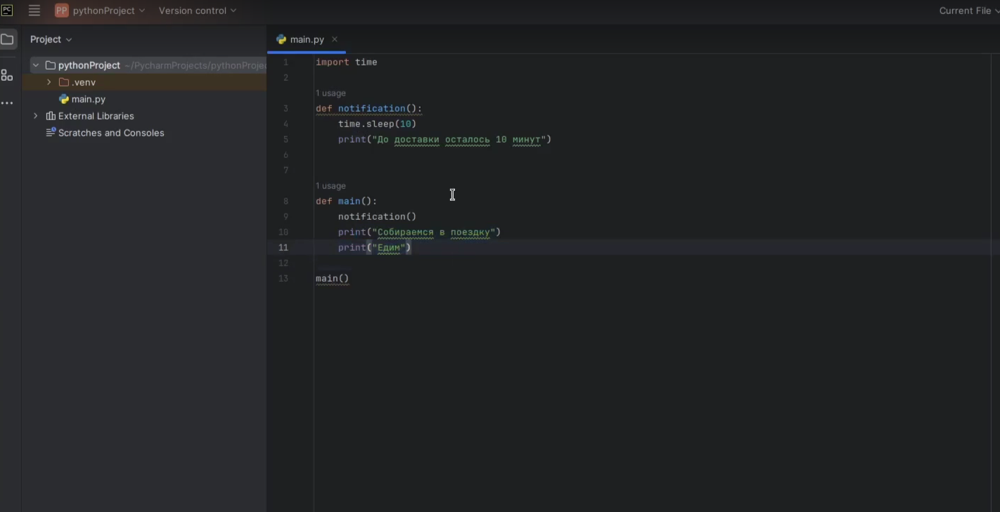 PC PP pythonProject Version control Current File
Project
main.py
pythonProject ~/PycharmProjects/pythonProje
.venv
main.py
External Libraries
Scratches and Consoles
1 import time
2
1 usage
3 def notification():
4 time.sleep(10)
5 print("До доставки осталось 10 минут")
6
7
1 usage
8 def main():
9 notification()
10 print("Собираемся в поездку")
11 print("Едим")
12
13 main()